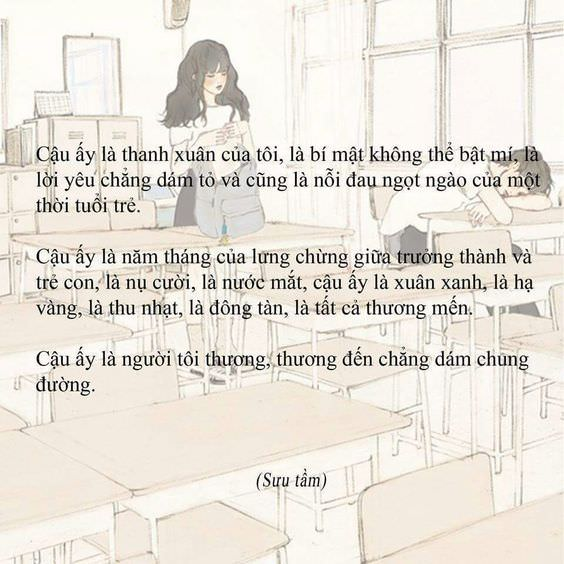 Cậu ấy là thanh xuân của tôi, là bí mật không thể bật mí, là
lời yêu chẳng dám tỏ và cũng là nỗi đau ngọt ngào của một
thời tuổi trẻ.
Cậu ấy là năm tháng của lưng chừng giữa trưởng thành và
trẻ con, là nụ cười, là nước mắt, cậu ấy là xuân xanh, là hạ
vàng, là thu nhạt, là đông tàn, là tất cả thương mến.
Cậu ấy là người tôi thương, thương đến chẳng dám chung
đường.
(Sưu tầm)